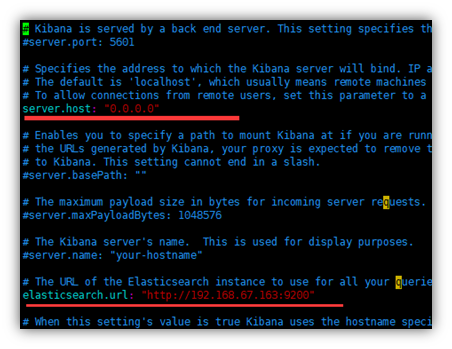 # Kibana is served by a back end server. This setting specifies th
#server.port: 5601
# Specifies the address to which the Kibana server will bind. IP a
# The default is 'localhost', which usually means remote machines
# To allow connections from remote users, set this parameter to a
server.host: "0.0.0.0"
# Enables you to specify a path to mount Kibana at if you are runn
# the URLs generated by Kibana, your proxy is expected to remove t
# to Kibana. This setting cannot end in a slash.
#server.basePath: ""
# The maximum payload size in bytes for incoming server requests.
#server.maxPayloadBytes: 1048576
# The Kibana server's name.  This is used for display purposes.
#server.name: "your-hostname"
# The URL of the Elasticsearch instance to use for all your querie
elasticsearch.url: "http://192.168.67.163:9200"
# When this setting's value is true Kibana uses the hostname speci